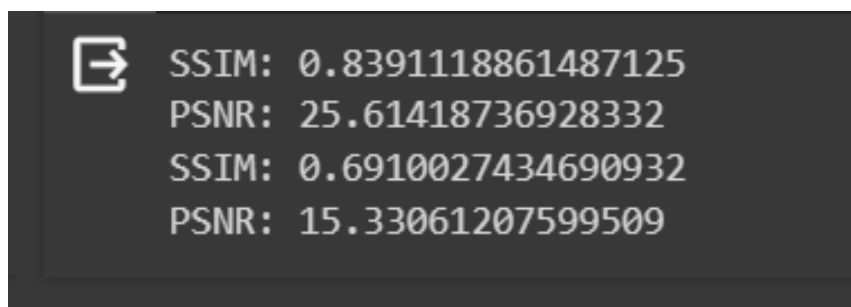 SSIM: 0.8391118861487125
PSNR: 25.61418736928332
SSIM: 0.6910027434690932
PSNR: 15.33061207599509